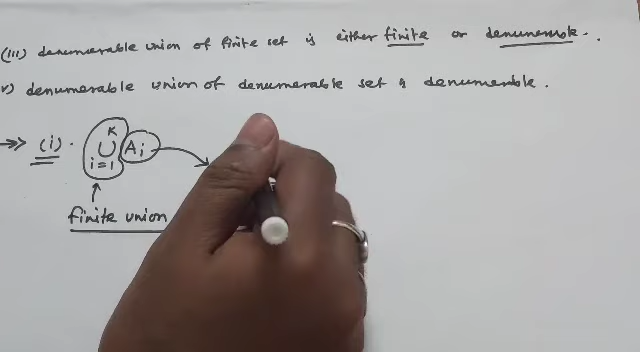 (iii) denumerable union of finite set is either finite or denumerable.
v) denumerable union of denumerable set is denumerable.
→> (i). K
∪ Ai →
i=1
↑
finite union